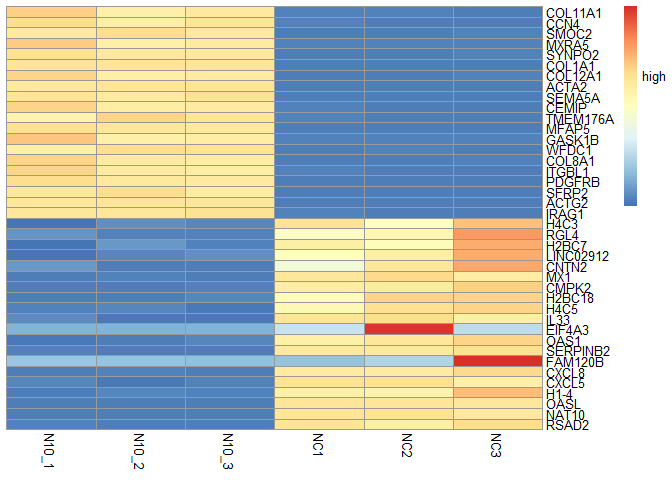 COL11A1
CCN4
SMOC2
MXRA5
SYNPO2
COL1A1
COL12A1
ACTA2
SEMA5A
CEMIP
TMEM176A
MFAP5
GASK1B
WFDC1
COL8A1
ITGBL1
PDGFRB
SFRP2
ACTG2
IRAG1
H4C3
RGL4
H2BC7
LINC02912
CNTN2
MX1
CMPK2
H2BC18
H4C5
IL33
EIF4A3
OAS1
SERPINB2
FAM120B
CXCL8
CXCL5
H1-4
OASL
NAT10
RSAD2
high
N10_1
N10_2
N10_3
NC1
NC2
NC3